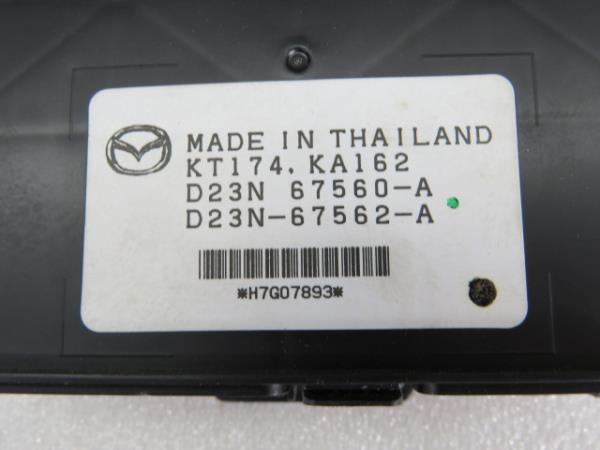 MADE IN THAILAND
KT174, KA162
D23N 67560-A
D23N-67562-A
*H7G07893*